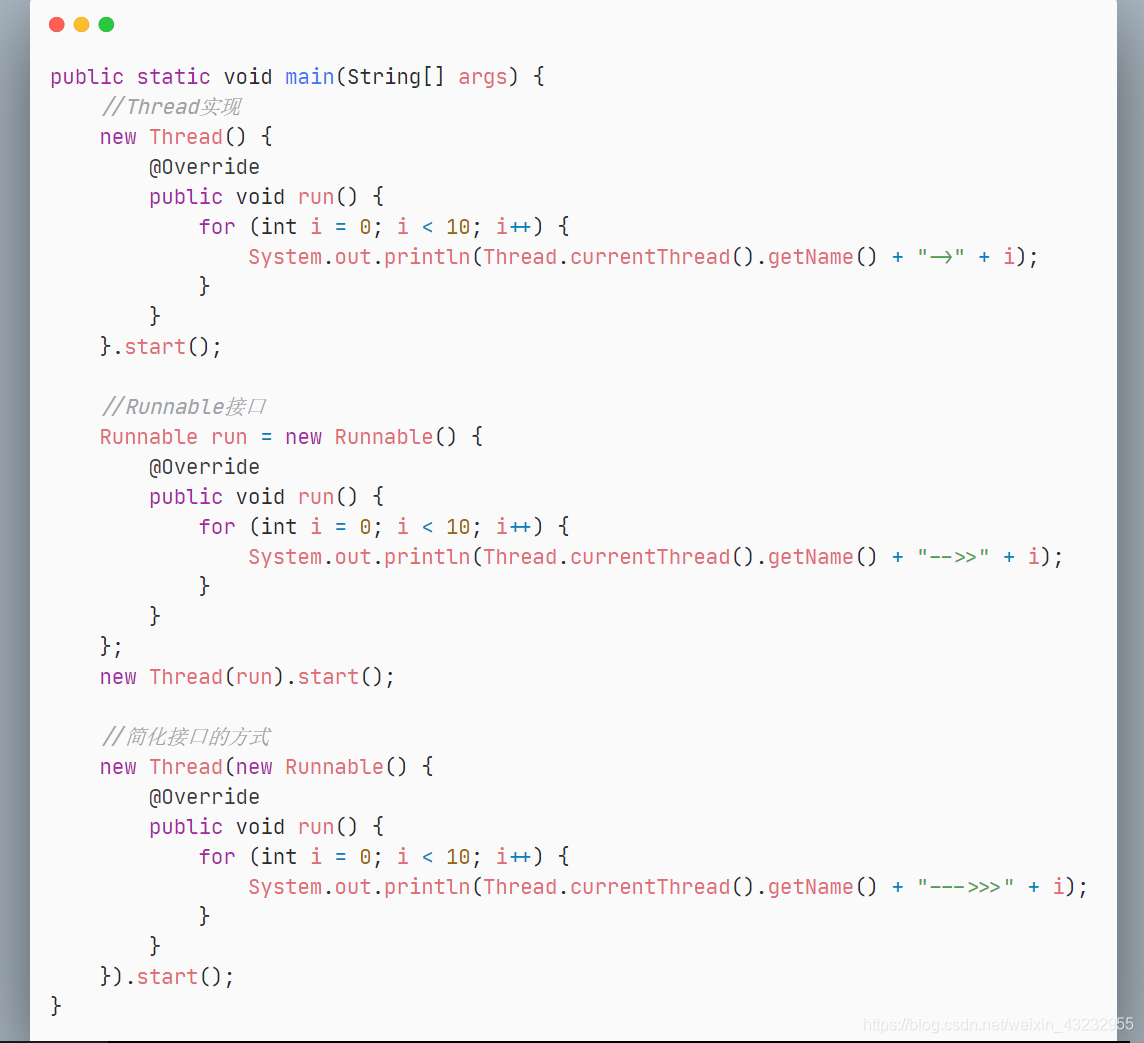 public static void main(String[] args) {
    //Thread实现
    new Thread() {
        @Override
        public void run() {
            for (int i = 0; i < 10; i++) {
                System.out.println(Thread.currentThread().getName() + "->" + i);
            }
        }
    }.start();

    //Runnable接口
    Runnable run = new Runnable() {
        @Override
        public void run() {
            for (int i = 0; i < 10; i++) {
                System.out.println(Thread.currentThread().getName() + "-->>" + i);
            }
        }
    };
    new Thread(run).start();

    //简化接口的方式
    new Thread(new Runnable() {
        @Override
        public void run() {
            for (int i = 0; i < 10; i++) {
                System.out.println(Thread.currentThread().getName() + "--->>>" + i);
            }
        }
    }).start();
}
https://blog.csdn.net/weixin_43232955